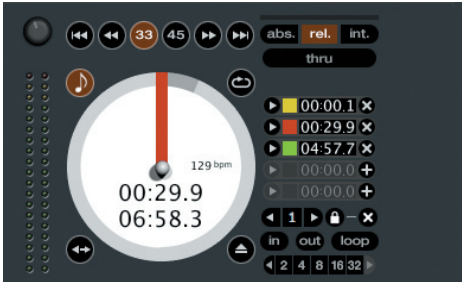 33 45 abs. rel. int.
thru
00:00.1
00:29.9
04:57.7
00:00.0
00:00.0
129 bpm
00:29.9
06:58.3
1
in out loop
2 4 8 16 32